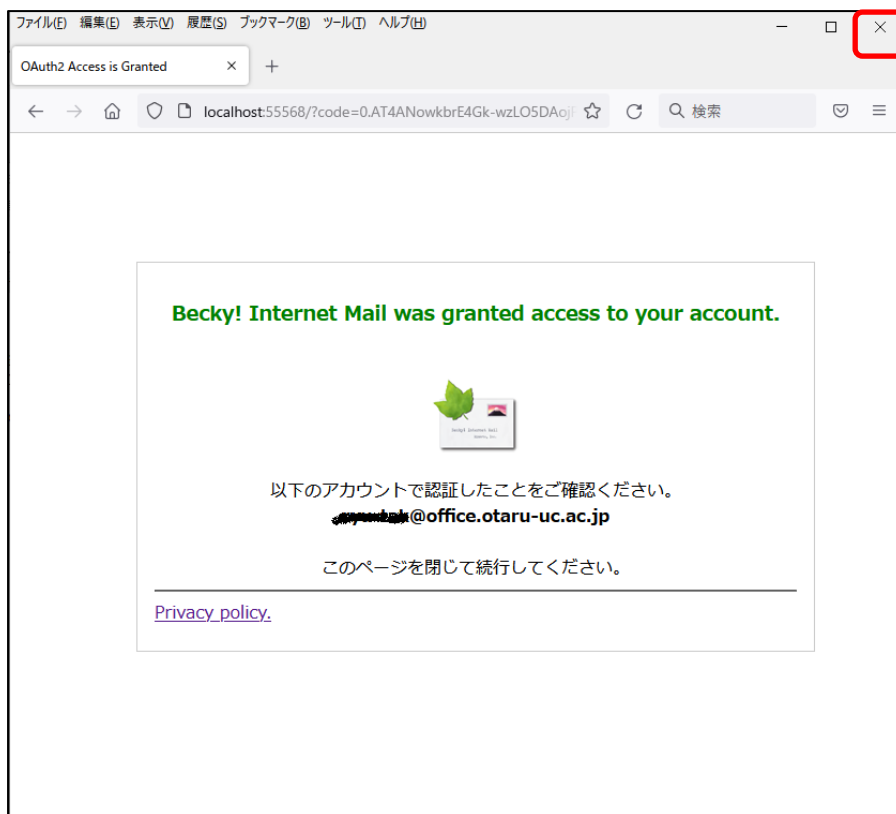 ファイル(F) 編集(E) 表示(V) 履歴(S) ブックマーク(B) ツール(T) ヘルプ(H)
OAuth2 Access is Granted
localhost:55568/?code=0.AT4ANowkbrE4Gk-wzLO5DAoj
検索
Becky! Internet Mail was granted access to your account.
Becky! Internet Mail
以下のアカウントで認証したことをご確認ください。
@office.otaru-uc.ac.jp
このページを閉じて続行してください。
Privacy policy.